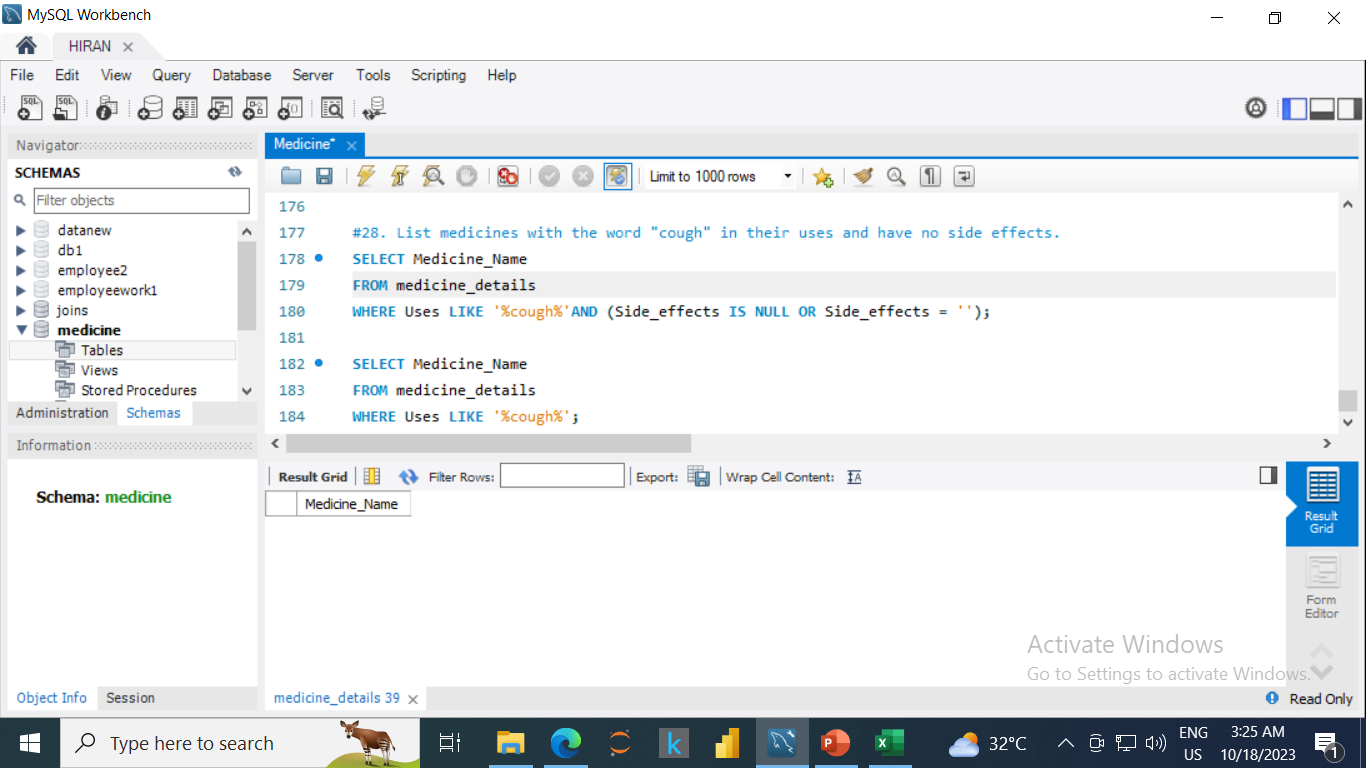 MySQL Workbench
HIRAN
File Edit View Query Database Server Tools Scripting Help
Navigator
SCHEMAS
Filter objects
datanew
db1
employee2
employeework1
joins
medicine
Tables
Views
Stored Procedures
Administration Schemas
Information
Schema: medicine
Object Info Session
Medicine*
Limit to 1000 rows
176
177 #28. List medicines with the word "cough" in their uses and have no side effects.
178 SELECT Medicine_Name
179 FROM medicine_details
180 WHERE Uses LIKE '%cough%'AND (Side_effects IS NULL OR Side_effects = '');
181
182 SELECT Medicine_Name
183 FROM medicine_details
184 WHERE Uses LIKE '%cough%';
Result Grid Filter Rows: Export: Wrap Cell Content:
Medicine_Name
Result
Grid
Form
Editor
Activate Windows
Go to Settings to activate Windows.
medicine_details 39
Read Only
Type here to search
32°C
ENG
US
3:25 AM
10/18/2023
1